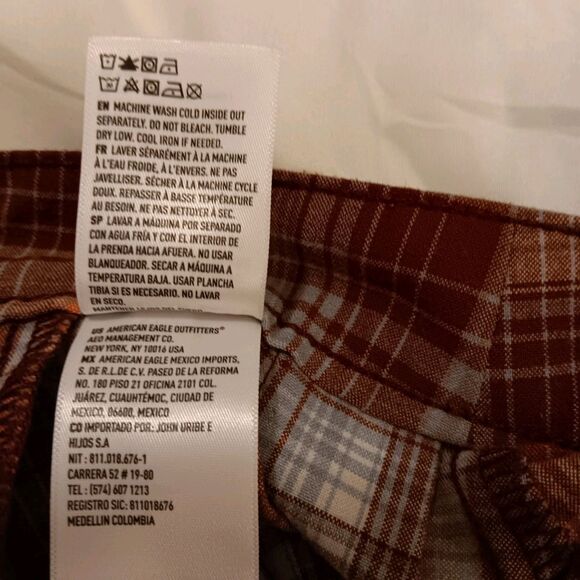 EN MACHINE WASH COLD INSIDE OUT
SEPARATELY. DO NOT BLEACH. TUMBLE
DRY LOW. COOL IRON IF NEEDED.
FR LAVER SÉPARÉMENT À LA MACHINE
À L'EAU FROIDE, À L'ENVERS. NE PAS
JAVELLISER. SÉCHER À LA MACHINE CYCLE
DOUX. REPASSER À BASSE TEMPÉRATURE
AU BESOIN. NE PAS NETTOYER À SEC.
SP LAVAR A MÁQUINA POR SEPARADO
CON AGUA FRÍA Y CON EL INTERIOR DE
LA PRENDA HACIA AFUERA. NO USAR
BLANQUEADOR. SECAR A MÁQUINA A
TEMPERATURA BAJA. USAR PLANCHA
TIBIA SI ES NECESARIO. NO LAVAR
EN SECO.
MANTENER LEJOS DEL FUEGO
US AMERICAN EAGLE OUTFITTERS®
AEO MANAGEMENT CO.
NEW YORK, NY 10016 USA
MX AMERICAN EAGLE MEXICO IMPORTS,
S. DE R.L.DE C.V. PASEO DE LA REFORMA
NO. 180 PISO 21 OFICINA 2101 COL.
JUÁREZ, CUAUHTÉMOC, CIUDAD DE
MEXICO, 06600, MEXICO
CO IMPORTADO POR: JOHN URIBE E
HIJOS S.A
NIT : 811.018.676-1
CARRERA 52 # 19-80
TEL : (574) 607 1213
REGISTRO SIC: 811018676
MEDELLIN COLOMBIA